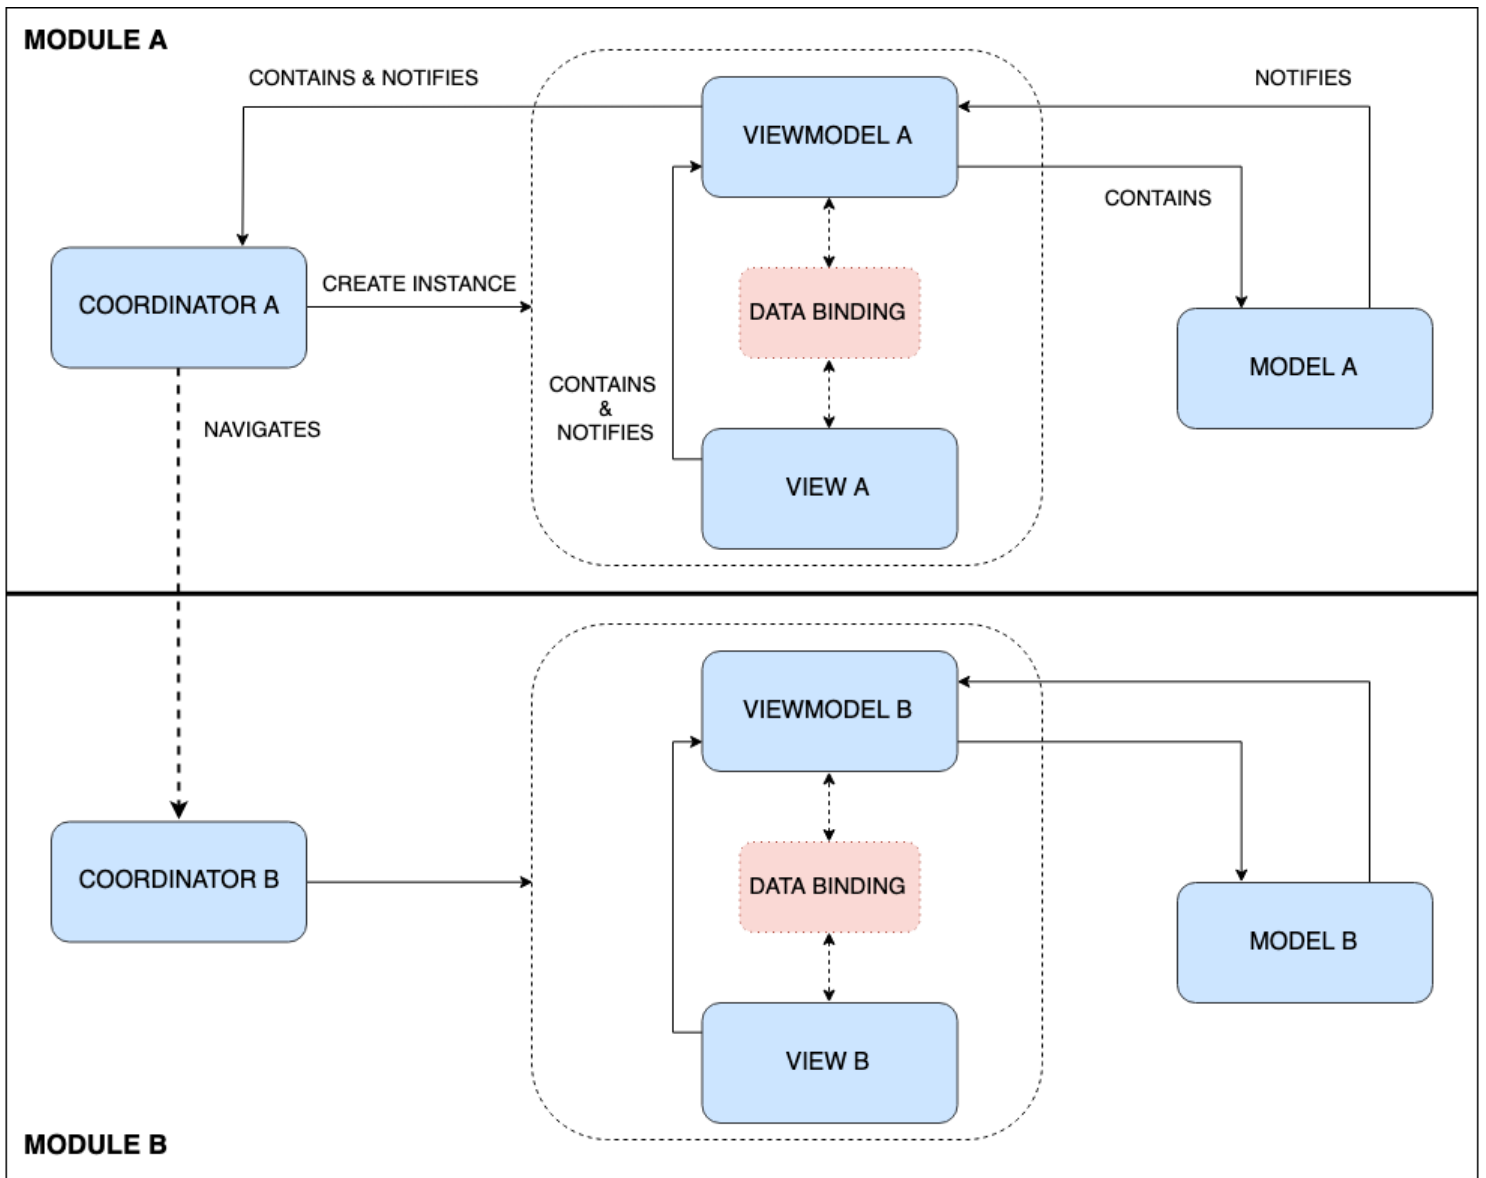 MODULE A
CONTAINS & NOTIFIES
NOTIFIES
VIEWMODEL A
CONTAINS
COORDINATOR A
CREATE INSTANCE
DATA BINDING
MODEL A
CONTAINS
&
NOTIFIES
NAVIGATES
VIEW A
VIEWMODEL B
COORDINATOR B
DATA BINDING
MODEL B
VIEW B
MODULE B